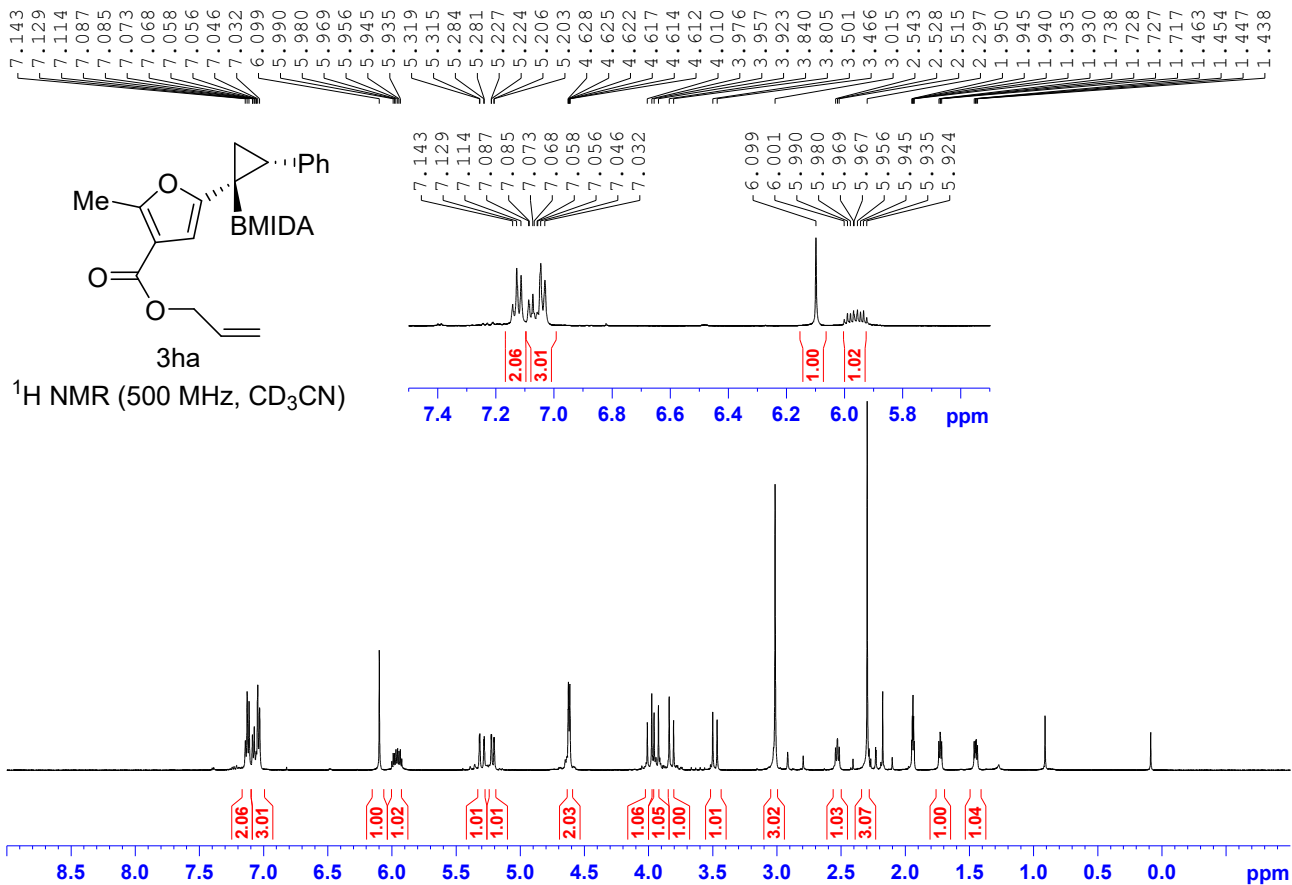 7.143 7.129 7.114 7.087 7.085 7.073 7.068 7.058 7.056 7.046 7.032 6.099 5.990 5.980 5.969 5.956 5.945 5.935 5.319 5.315 5.284 5.281 5.227 5.224 5.206 5.203 4.628 4.625 4.622 4.617 4.614 4.612 4.010 3.976 3.957 3.923 3.840 3.805 3.501 3.466 3.015 2.543 2.528 2.515 2.297 1.950 1.945 1.940 1.935 1.930 1.738 1.728 1.727 1.717 1.463 1.454 1.447 1.438
7.143 7.129 7.114 7.087 7.085 7.073 7.068 7.058 7.056 7.046 7.032
6.099 6.001 5.990 5.980 5.969 5.967 5.956 5.945 5.935 5.924
Ph
O
Me
BMIDA
O
O
3ha
¹H NMR (500 MHz, CD₃CN)
2.06 3.01 1.00 1.02
7.4 7.2 7.0 6.8 6.6 6.4 6.2 6.0 5.8 ppm
2.06 3.01 1.00 1.02 1.01 1.01 2.03 1.06 1.05 1.00 1.01 3.02 1.03 3.07 1.00 1.04
8.5 8.0 7.5 7.0 6.5 6.0 5.5 5.0 4.5 4.0 3.5 3.0 2.5 2.0 1.5 1.0 0.5 0.0 ppm